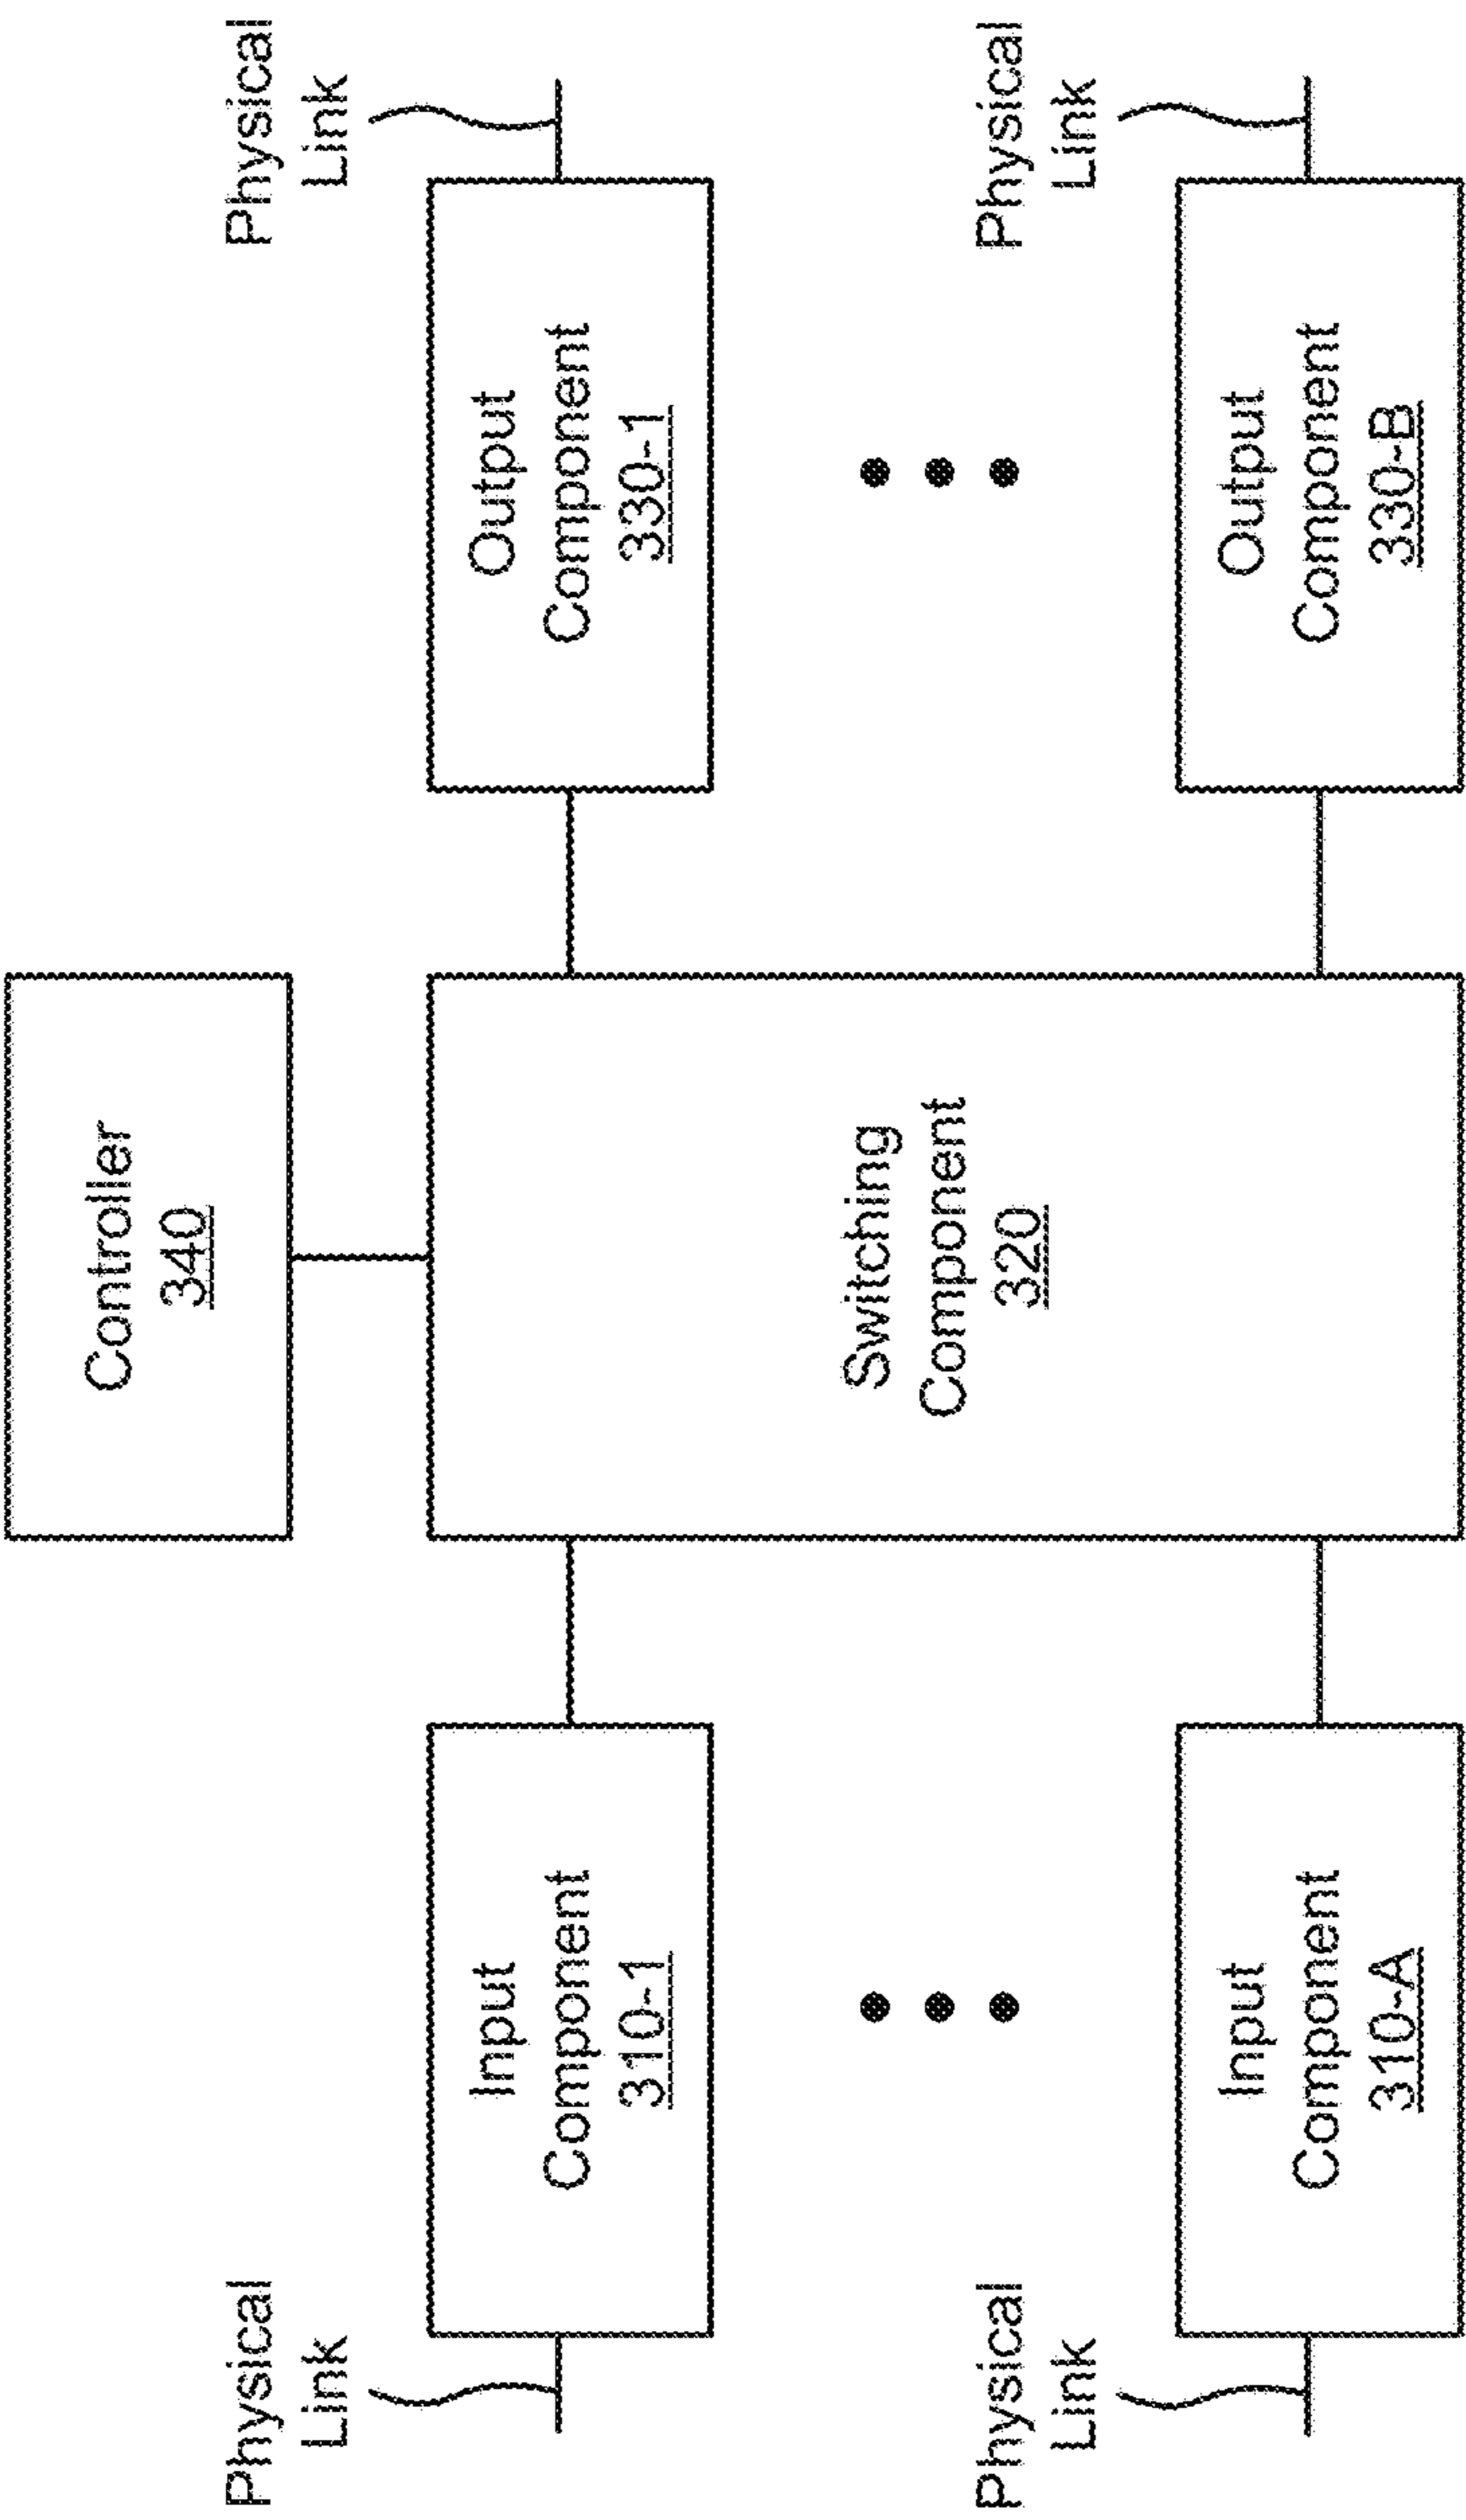 Controller
340
Physical
Link
Input
Component
310-1
Switching
Component
320
Output
Component
330-1
Physical
Link
Physical
Link
Input
Component
310-A
Output
Component
330-B
Physical
Link